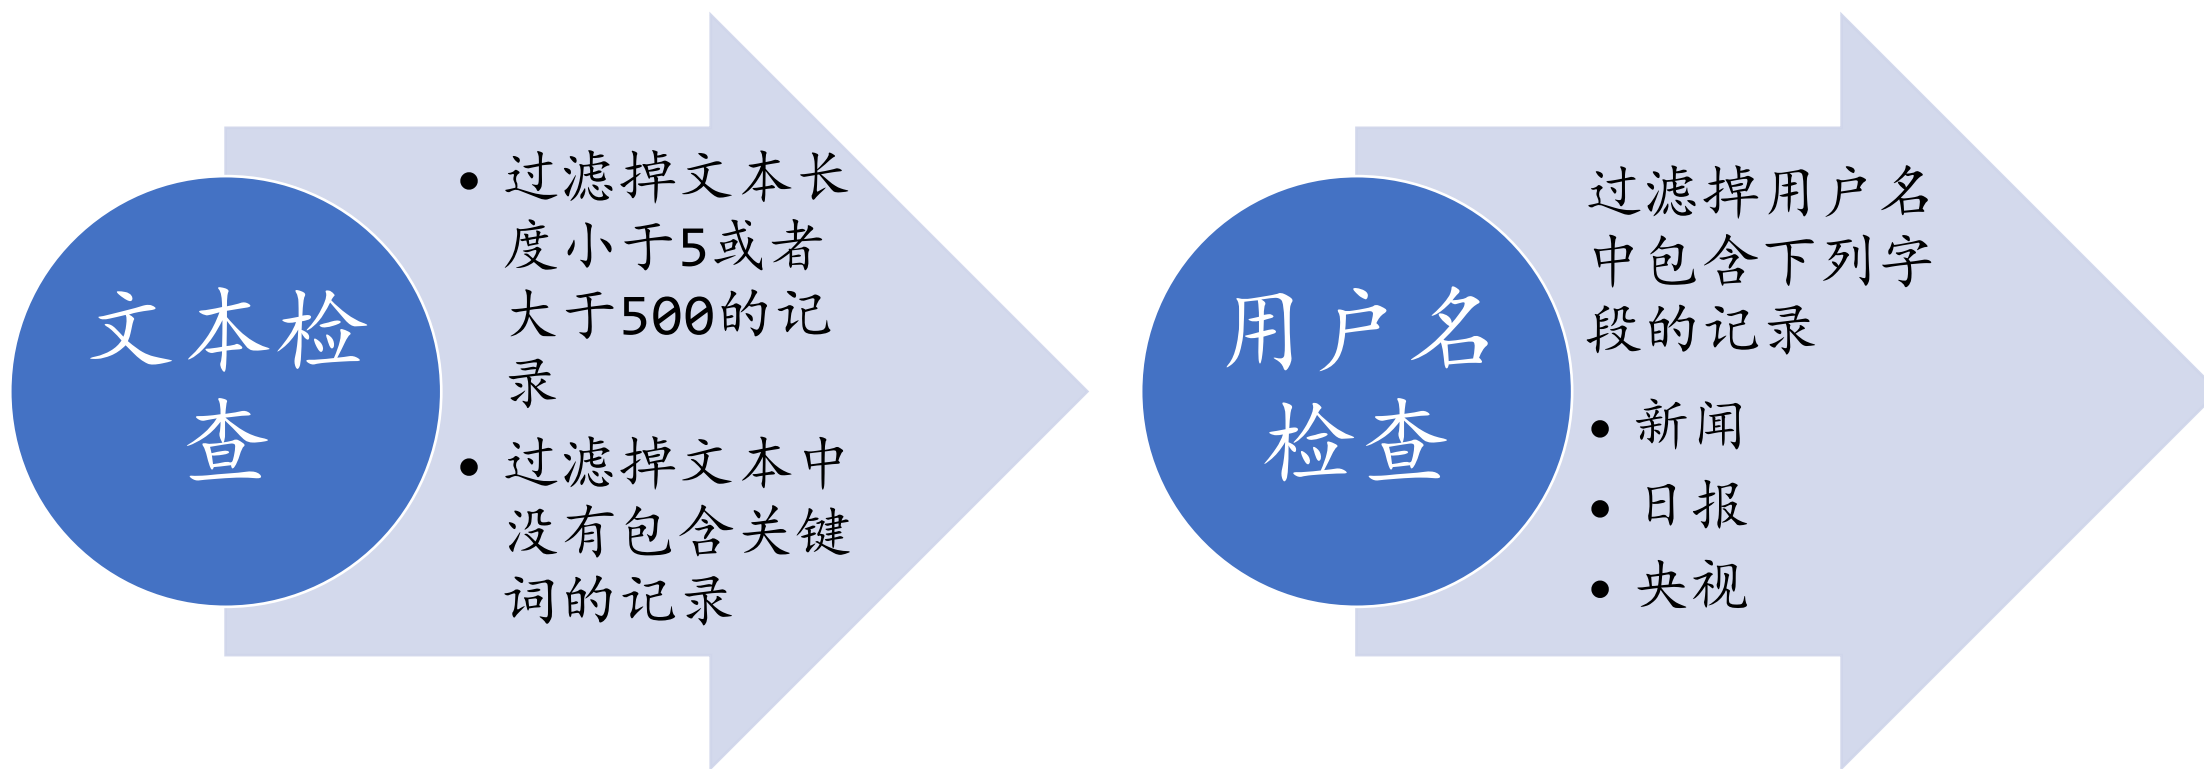 文本检
查
• 过滤掉文本长
度小于5或者
大于500的记
录
• 过滤掉文本中
没有包含关键
词的记录
用户名
检查
过滤掉用户名
中包含下列字
段的记录
• 新闻
• 日报
• 央视